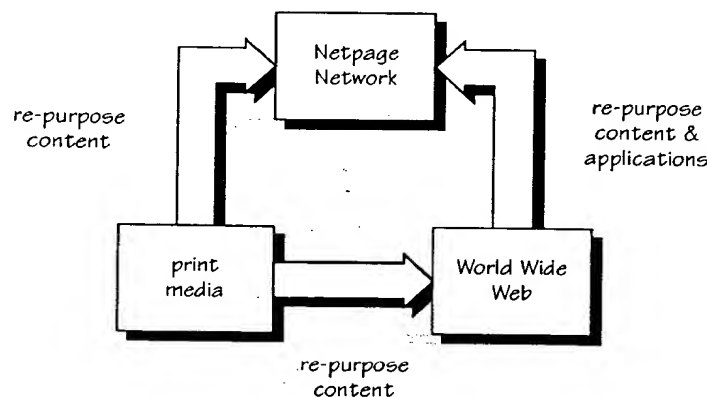 Netpage
Network
re-purpose
content
re-purpose
content &
applications
print
media
World Wide
Web
re-purpose
content